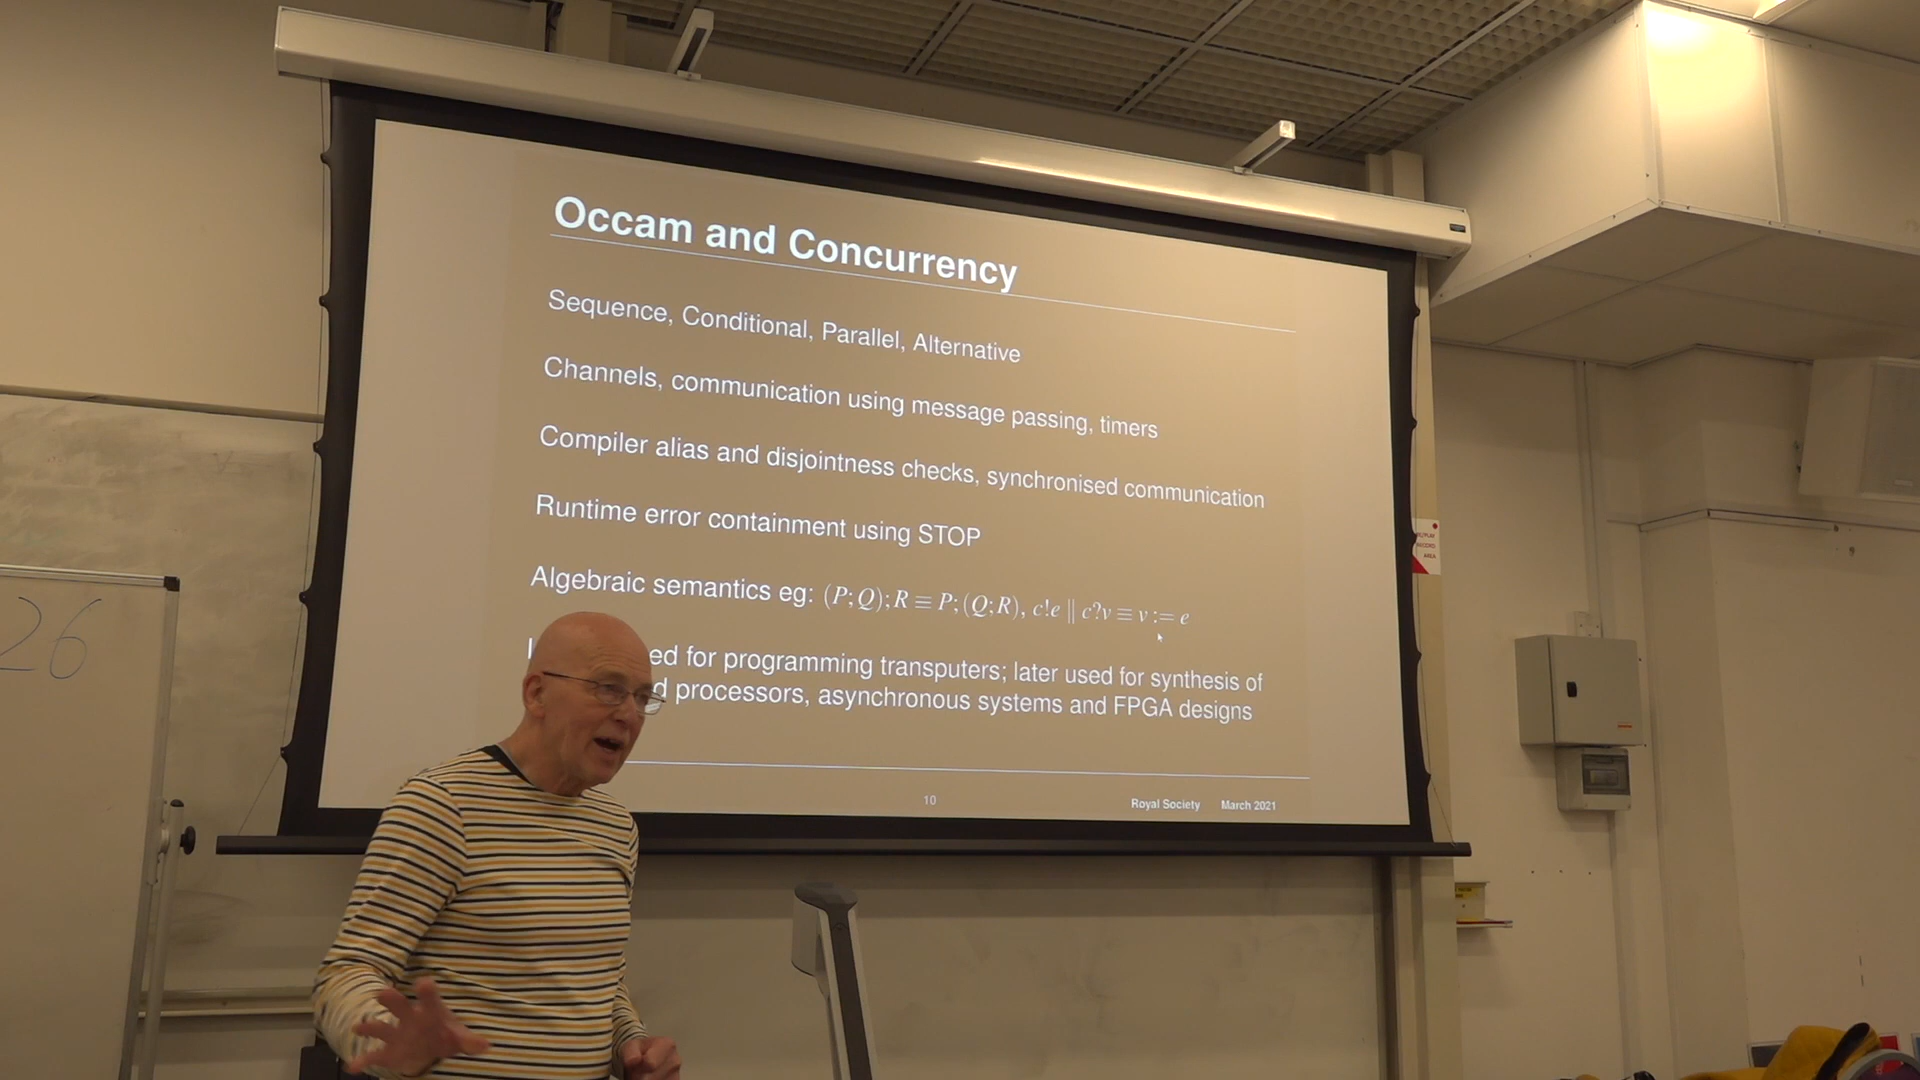 Occam and Concurrency
Sequence, Conditional, Parallel, Alternative
Channels, communication using message passing, timers
Compiler alias and disjointness checks, synchronised communication
Runtime error containment using STOP
Algebraic semantics eg: (P;Q);R ≡ P;(Q;R), c!e || c?v ≡ v := e
for programming transputers; later used for synthesis of
processors, asynchronous systems and FPGA designs
10 Royal Society March 2021
26